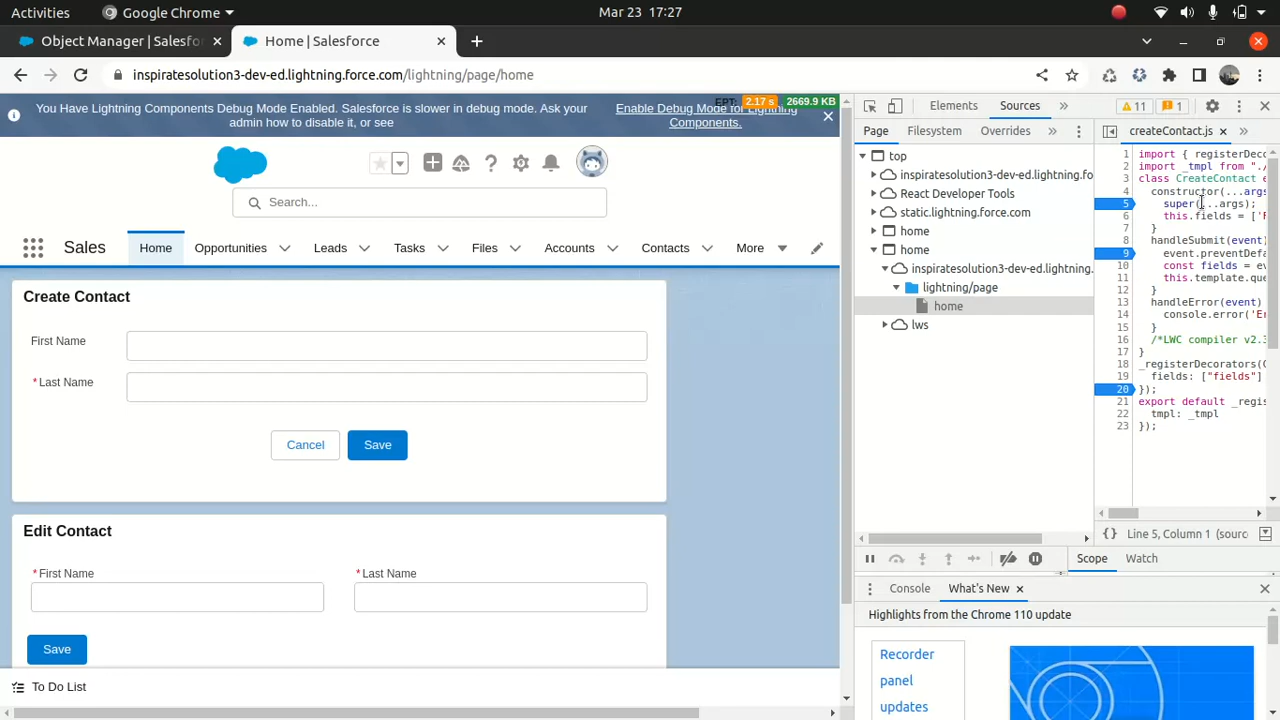 Activities
Google Chrome
Mar 23 17:27
Object Manager | Salesfo
Home | Salesforce
inspiratesolution3-dev-ed.lightning.force.com/lightning/page/home
You Have Lightning Components Debug Mode Enabled. Salesforce is slower in debug mode. Ask your
admin how to disable it, or see
Enable Debug Mode for Lightning
Components.
EPT: 2.17 s 2669.9 KB
Search...
Sales
Home
Opportunities
Leads
Tasks
Files
Accounts
Contacts
More
Create Contact
First Name
*Last Name
Cancel
Save
Edit Contact
*First Name
*Last Name
Save
To Do List
Elements
Sources
11
1
Page
Filesystem
Overrides
top
inspiratesolution3-dev-ed.lightning.fo
React Developer Tools
static.lightning.force.com
home
home
inspiratesolution3-dev-ed.lightning.
lightning/page
home
lws
createContact.js
1 import { registerDeco
2 import _tmpl from "./
3 class CreateContact e
4 constructor(...args
5 super(...args);
6 this.fields = ['F
7 }
8 handleSubmit(event)
9 event.preventDefa
10 const fields = ev
11 this.template.que
12 }
13 handleError(event)
14 console.error('Er
15 }
16 /*LWC compiler v2.3
17 }
18 _registerDecorators(C
19 fields: ["fields"]
20 });
21 export default _regis
22 tmpl: _tmpl
23 });
{} Line 5, Column 1 (sourc
Scope
Watch
Console
What's New
Highlights from the Chrome 110 update
Recorder
panel
updates